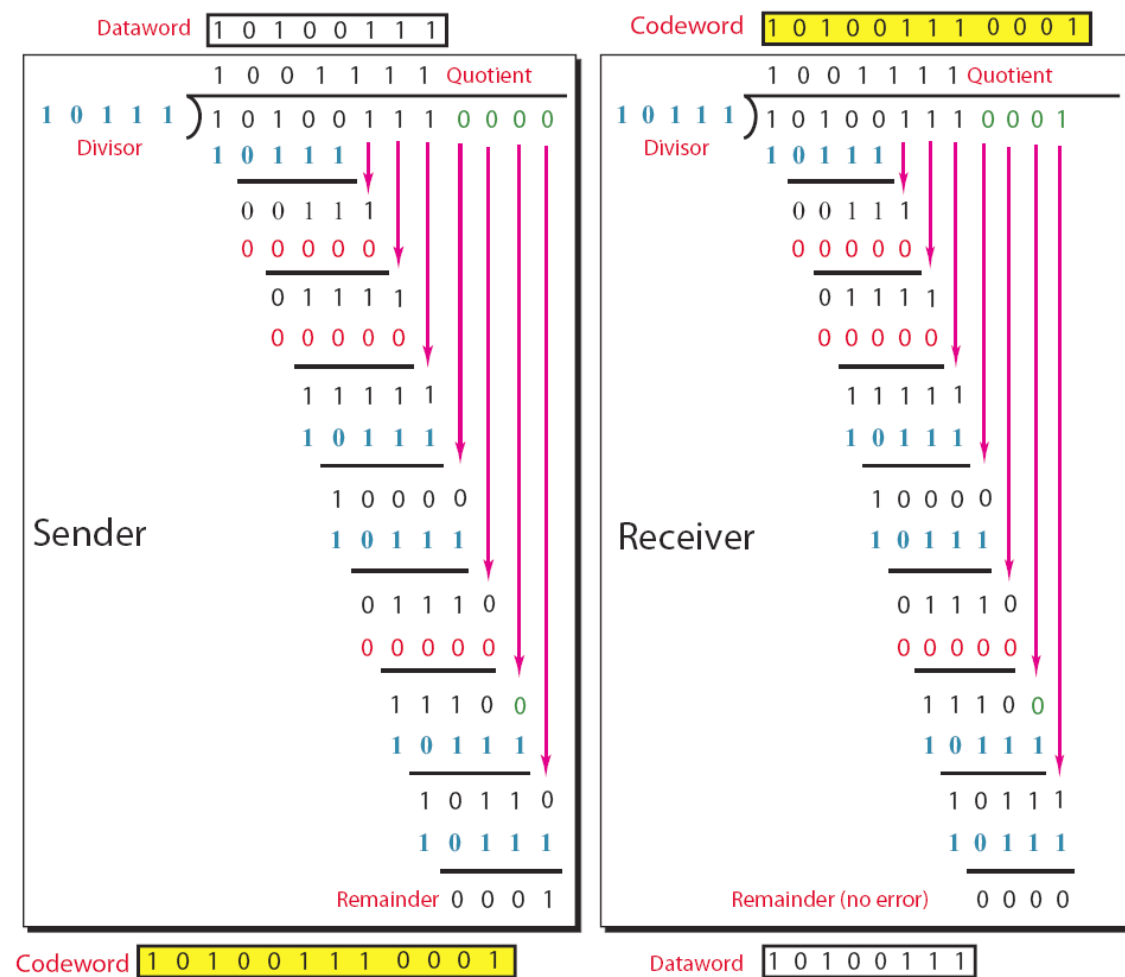 Dataword 1 0 1 0 0 1 1 1
1 0 0 1 1 1 1 Quotient
1 0 1 1 1 1 0 1 0 0 1 1 1 0 0 0 0
Divisor 1 0 1 1 1
0 0 1 1 1
0 0 0 0 0
0 1 1 1 1
0 0 0 0 0
1 1 1 1 1
1 0 1 1 1
1 0 0 0 0
Sender 1 0 1 1 1
0 1 1 1 0
0 0 0 0 0
1 1 1 0 0
1 0 1 1 1
1 0 1 1 0
1 0 1 1 1
Remainder 0 0 0 1
Codeword 1 0 1 0 0 1 1 1 0 0 0 1
Codeword 1 0 1 0 0 1 1 1 0 0 0 1
1 0 0 1 1 1 1 Quotient
1 0 1 1 1 1 0 1 0 0 1 1 1 0 0 0 1
Divisor 1 0 1 1 1
0 0 1 1 1
0 0 0 0 0
0 1 1 1 1
0 0 0 0 0
1 1 1 1 1
1 0 1 1 1
1 0 0 0 0
Receiver 1 0 1 1 1
0 1 1 1 0
0 0 0 0 0
1 1 1 0 0
1 0 1 1 1
1 0 1 1 1
1 0 1 1 1
Remainder (no error) 0 0 0 0
Dataword 1 0 1 0 0 1 1 1